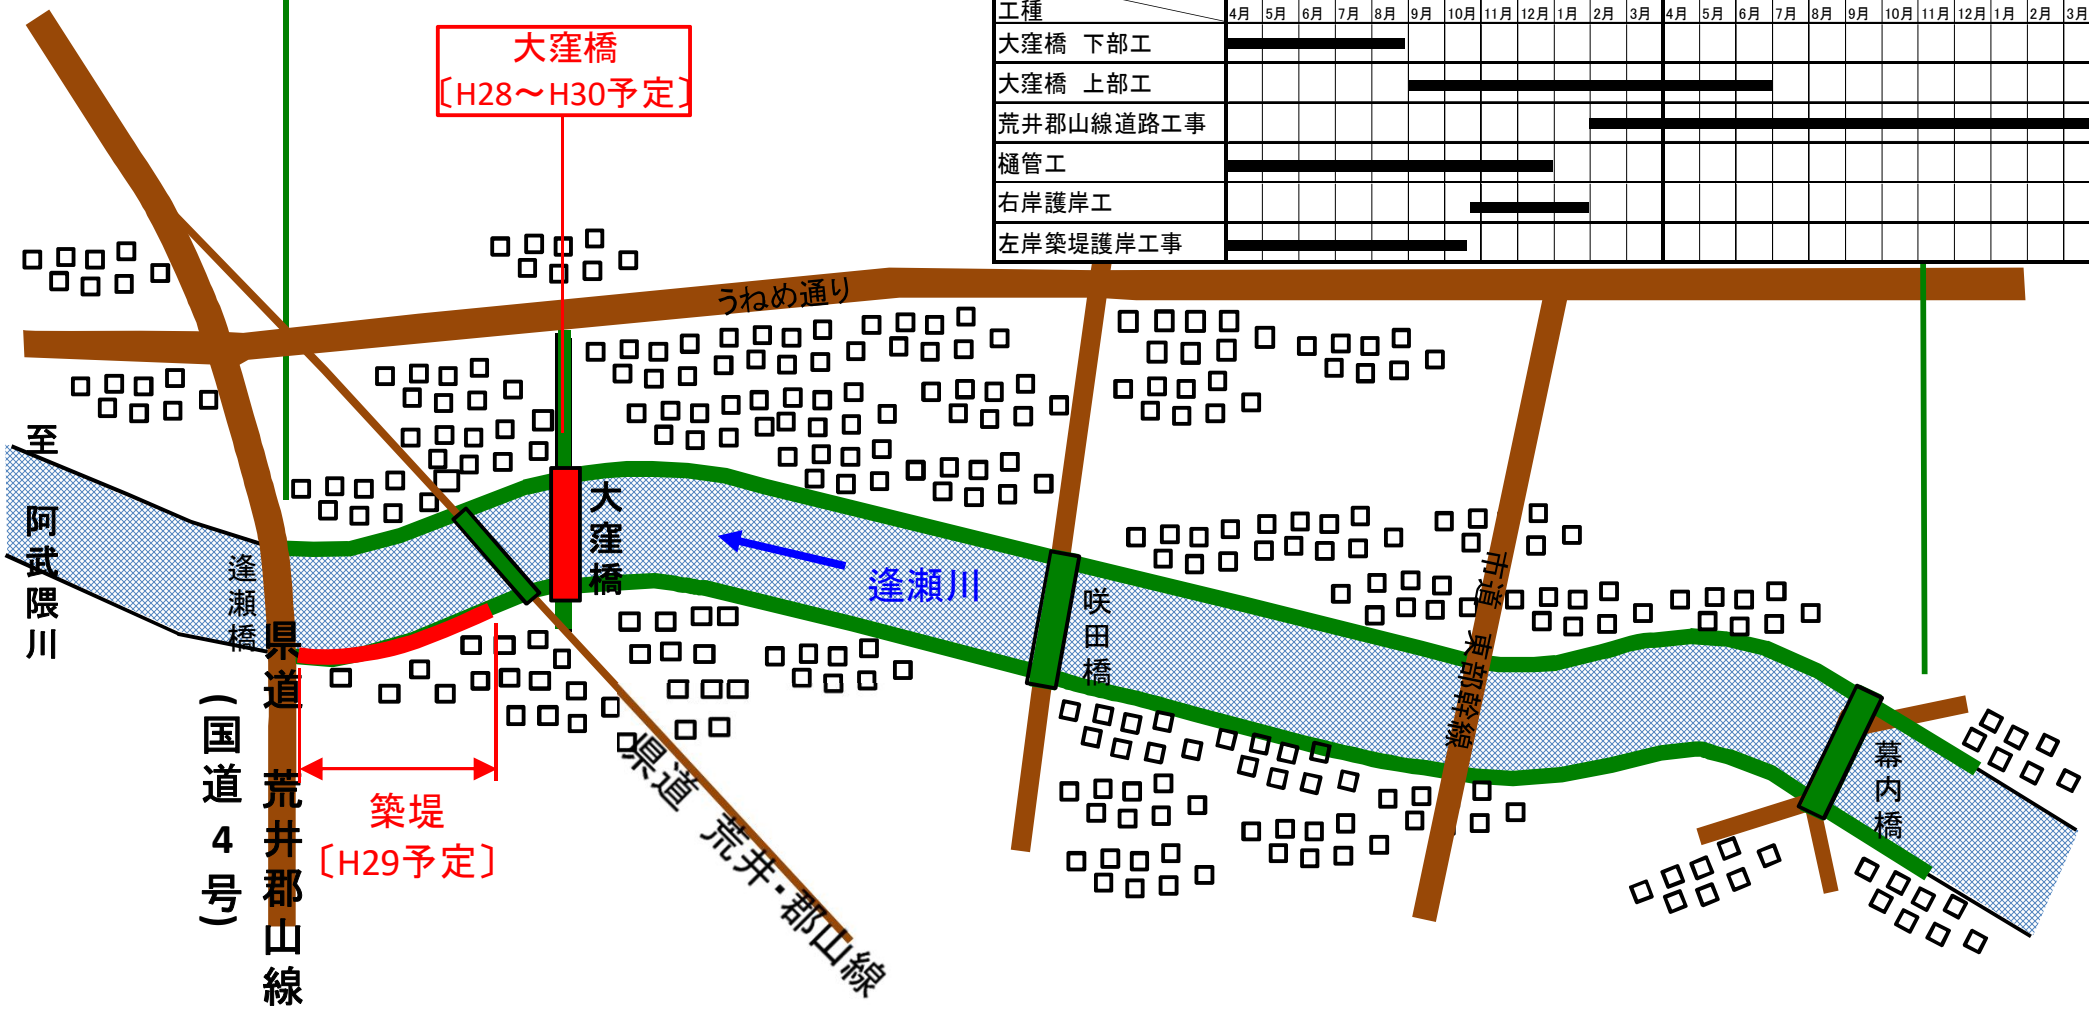 工種
4月 5月 6月 7月 8月 9月 10月 11月 12月 1月 2月 3月 4月 5月 6月 7月 8月 9月 10月 11月 12月 1月 2月 3月
大窪橋 下部工
大窪橋 上部工
荒井郡山線道路工事
樋管工
右岸護岸工
左岸築堤護岸工事
大窪橋
〔H28～H30予定〕
うねめ通り
至 阿武隈川
逢瀬橋
大窪橋
逢瀬川
咲田橋
市道 東部幹線
幕内橋
県道 荒井郡山線
(国道4号)
築堤
〔H29予定〕
県道 荒井・郡山線